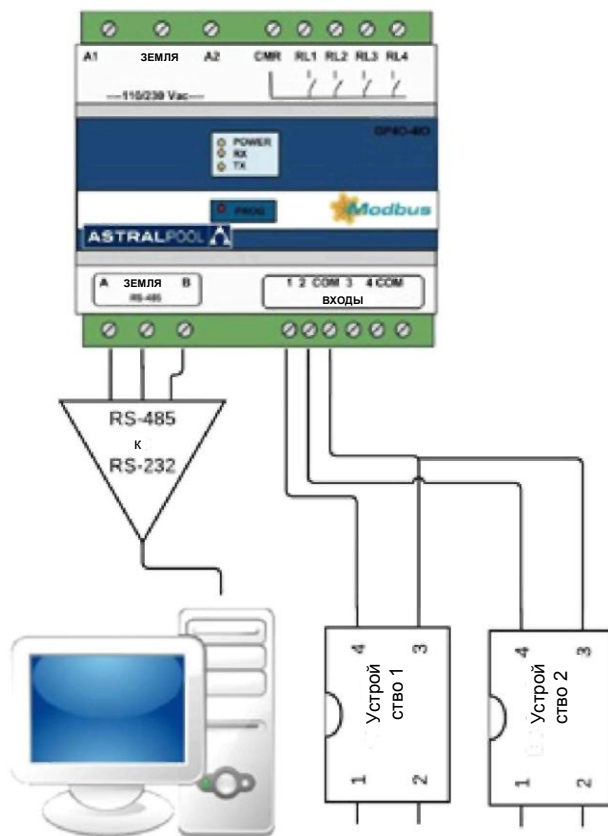 A1 ЗЕМЛЯ A2 CMR RL1 RL2 RL3 RL4
----110/230 Vac----
GPIO-4IO
POWER
RX
TX
PROG
Modbus
ASTRALPOOL
A ЗЕМЛЯ B
RS-485
1 2 COM 3 4 COM
ВХОДЫ
RS-485
К
RS-232
4 3
Устрой
ство 1
1 2
4 3
Устрой
ство 2
1 2